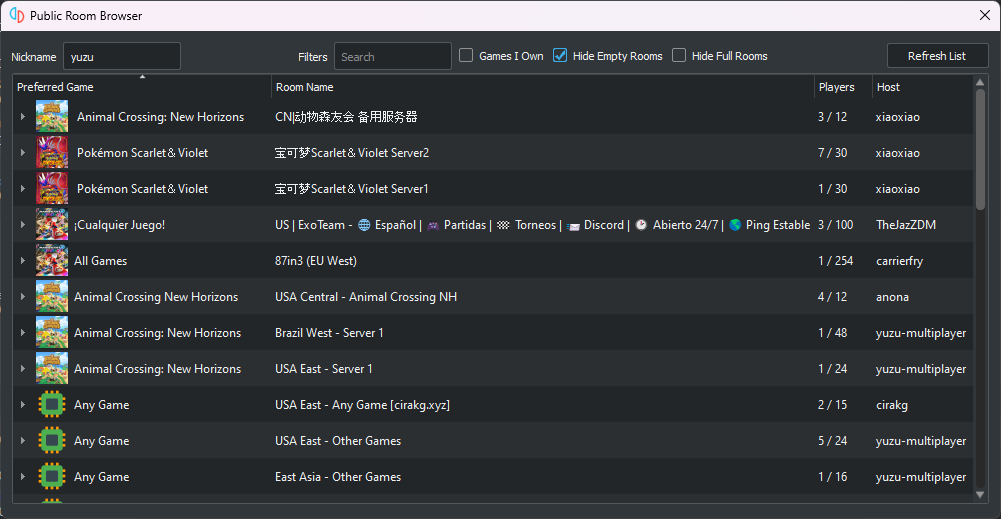 Public Room Browser
Nickname yuzu Filters Search Games I Own Hide Empty Rooms Hide Full Rooms Refresh List
Preferred Game Room Name Players Host
Animal Crossing: New Horizons CN|动物森友会 备用服务器 3 / 12 xiaoxiao
Pokémon Scarlet＆Violet 宝可梦Scarlet＆Violet Server2 7 / 30 xiaoxiao
Pokémon Scarlet＆Violet 宝可梦Scarlet＆Violet Server1 1 / 30 xiaoxiao
¡Cualquier Juego! US | ExoTeam - 🌐 Español | 🎮 Partidas | 🏁 Torneos | 📨 Discord | 🕑 Abierto 24/7 | 🌎 Ping Estable 3 / 100 TheJazZDM
All Games 87in3 (EU West) 1 / 254 carrierfry
Animal Crossing New Horizons USA Central - Animal Crossing NH 4 / 12 anona
Animal Crossing: New Horizons Brazil West - Server 1 1 / 48 yuzu-multiplayer
Animal Crossing: New Horizons USA East - Server 1 1 / 24 yuzu-multiplayer
Any Game USA East - Any Game [cirakg.xyz] 2 / 15 cirakg
Any Game USA East - Other Games 5 / 24 yuzu-multiplayer
Any Game East Asia - Other Games 1 / 16 yuzu-multiplayer